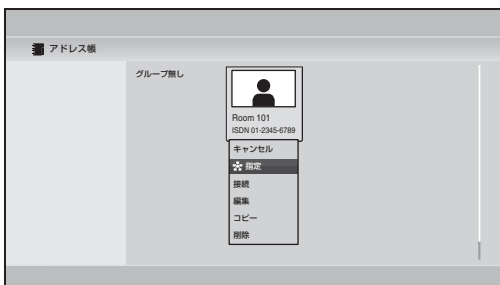 アドレス帳
グループ無し
Room 101
ISDN 01-2345-6789
キャンセル
指定
接続
編集
コピー
削除